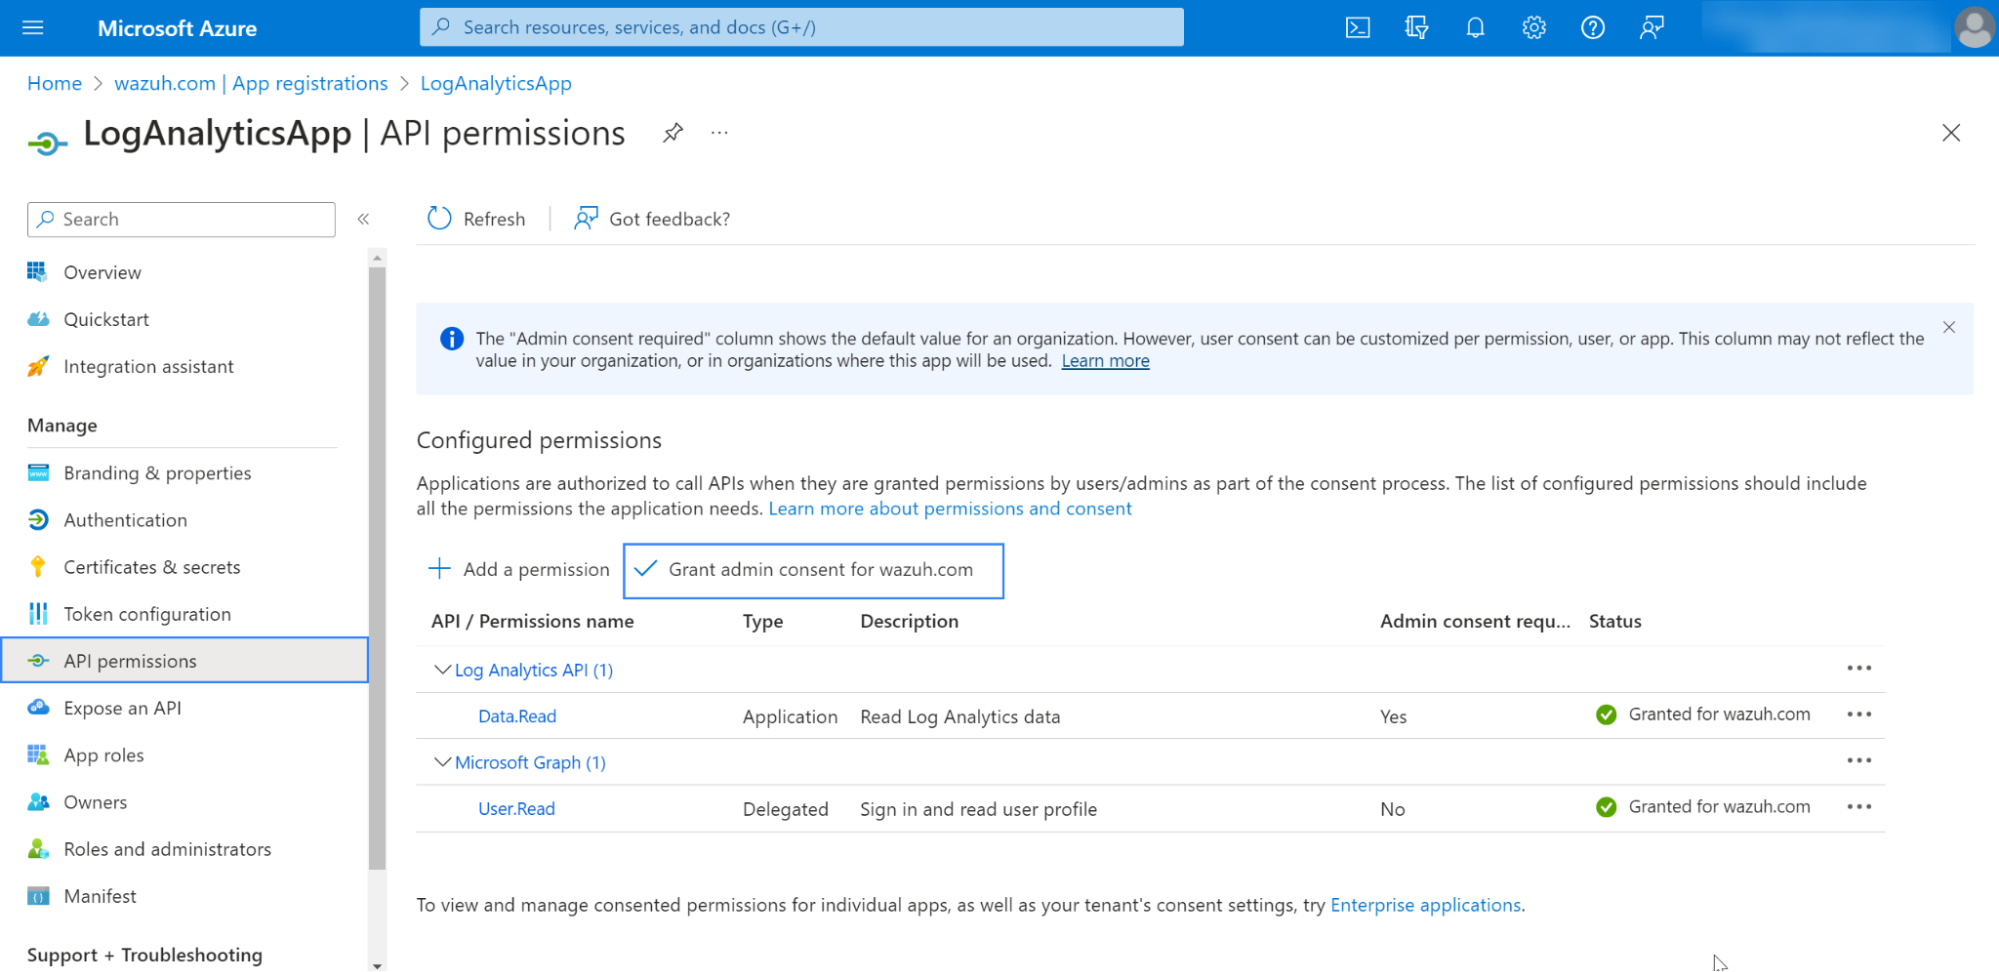 Microsoft Azure
Search resources, services, and docs (G+/)
Home > wazuh.com | App registrations > LogAnalyticsApp
LogAnalyticsApp | API permissions
Search
Refresh
Got feedback?
Overview
Quickstart
Integration assistant
Manage
Branding & properties
Authentication
Certificates & secrets
Token configuration
API permissions
Expose an API
App roles
Owners
Roles and administrators
Manifest
Support + Troubleshooting
The "Admin consent required" column shows the default value for an organization. However, user consent can be customized per permission, user, or app. This column may not reflect the
value in your organization, or in organizations where this app will be used. Learn more
Configured permissions
Applications are authorized to call APIs when they are granted permissions by users/admins as part of the consent process. The list of configured permissions should include
all the permissions the application needs. Learn more about permissions and consent
Add a permission
Grant admin consent for wazuh.com
API / Permissions name Type Description Admin consent requ... Status
Log Analytics API (1)
Data.Read Application Read Log Analytics data Yes Granted for wazuh.com
Microsoft Graph (1)
User.Read Delegated Sign in and read user profile No Granted for wazuh.com
To view and manage consented permissions for individual apps, as well as your tenant's consent settings, try Enterprise applications.